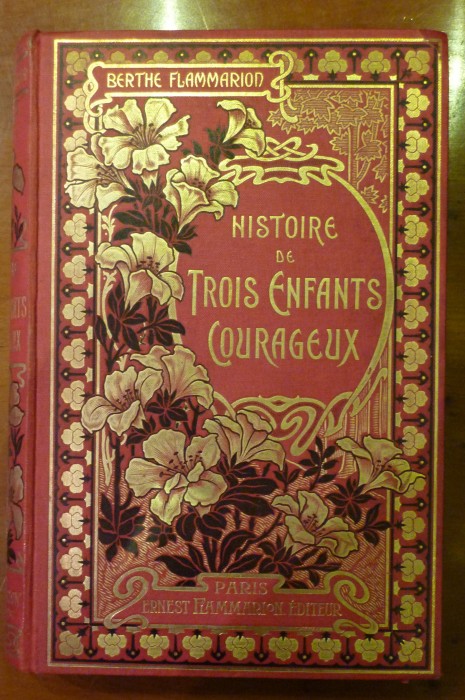 BERTHE FLAMMARION
HISTOIRE
DE
TROIS ENFANTS
COURAGEUX
PARIS
ERNEST FLAMMARION ÉDITEUR